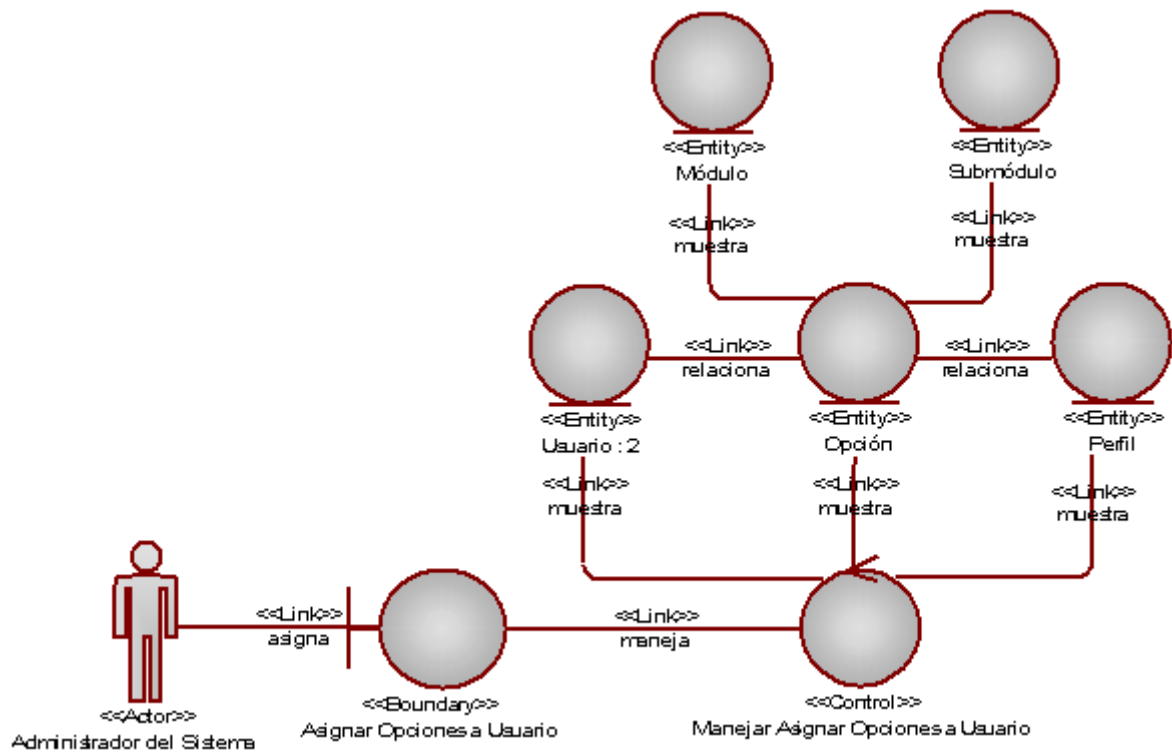 <<Entity>>
Módulo
<<Entity>>
Submódulo
<<Link>>
muestra
<<Link>>
muestra
<<Link>>
relaciona
<<Link>>
relaciona
<<Entity>>
Usuario : 2
<<Entity>>
Opción
<<Entity>>
Perfil
<<Link>>
muestra
<<Link>>
muestra
<<Link>>
muestra
<<Link>>
asigna
<<Link>>
maneja
<<Actor>>
Administrador del Sistema
<<Boundary>>
Asignar Opciones a Usuario
<<Control>>
Manejar Asignar Opciones a Usuario